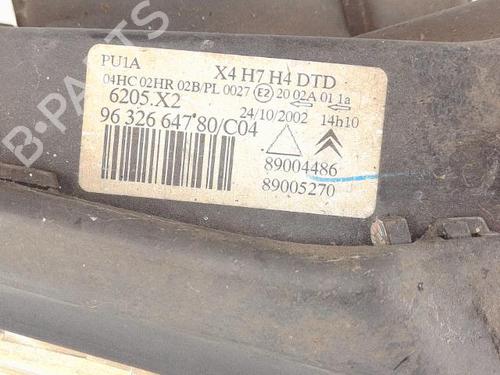 PU1A X4 H7 H4 DTD
04HC 02HR 02B/PL 0027 E2 20 02A 01 1a
6205.X2 24/10/2002 14h10
96 326 647 80/C04
89004486
89005270
B-PARTS